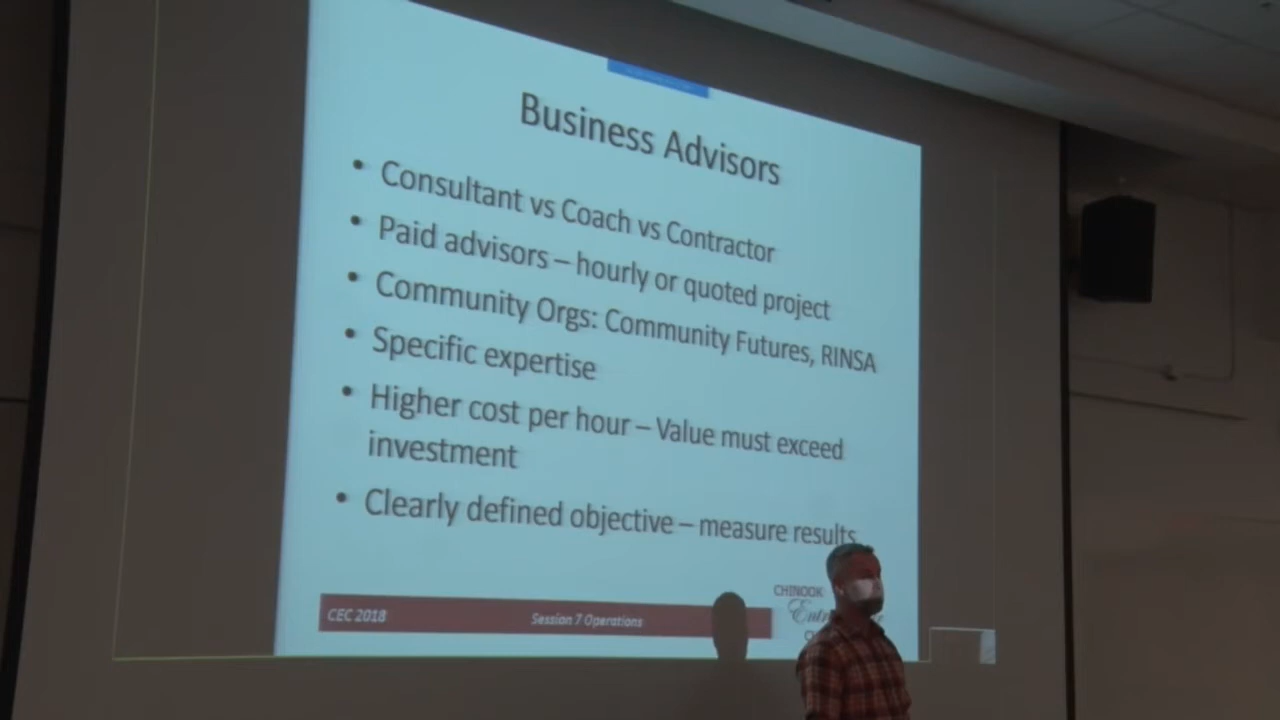 Business Advisors
• Consultant vs Coach vs Contractor
• Paid advisors – hourly or quoted project
• Community Orgs: Community Futures, RINSA
• Specific expertise
• Higher cost per hour – Value must exceed
investment
• Clearly defined objective – measure results
CEC 2018
Session 7 Operations
CHINOOK